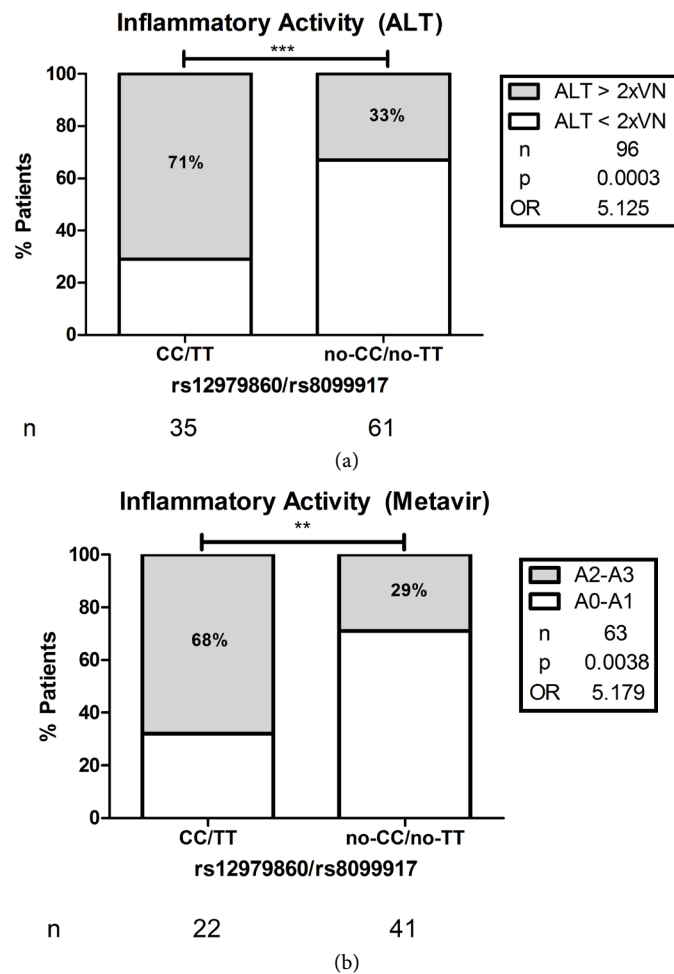 Inflammatory Activity (ALT)
***
100
80
60
40
20
0
% Patients
71%
33%
CC/TT no-CC/no-TT
rs12979860/rs8099917
ALT > 2xVN
ALT < 2xVN
n 96
p 0.0003
OR 5.125
n 35 61
(a)
Inflammatory Activity (Metavir)
**
100
80
60
40
20
0
% Patients
68%
29%
CC/TT no-CC/no-TT
rs12979860/rs8099917
A2-A3
A0-A1
n 63
p 0.0038
OR 5.179
n 22 41
(b)